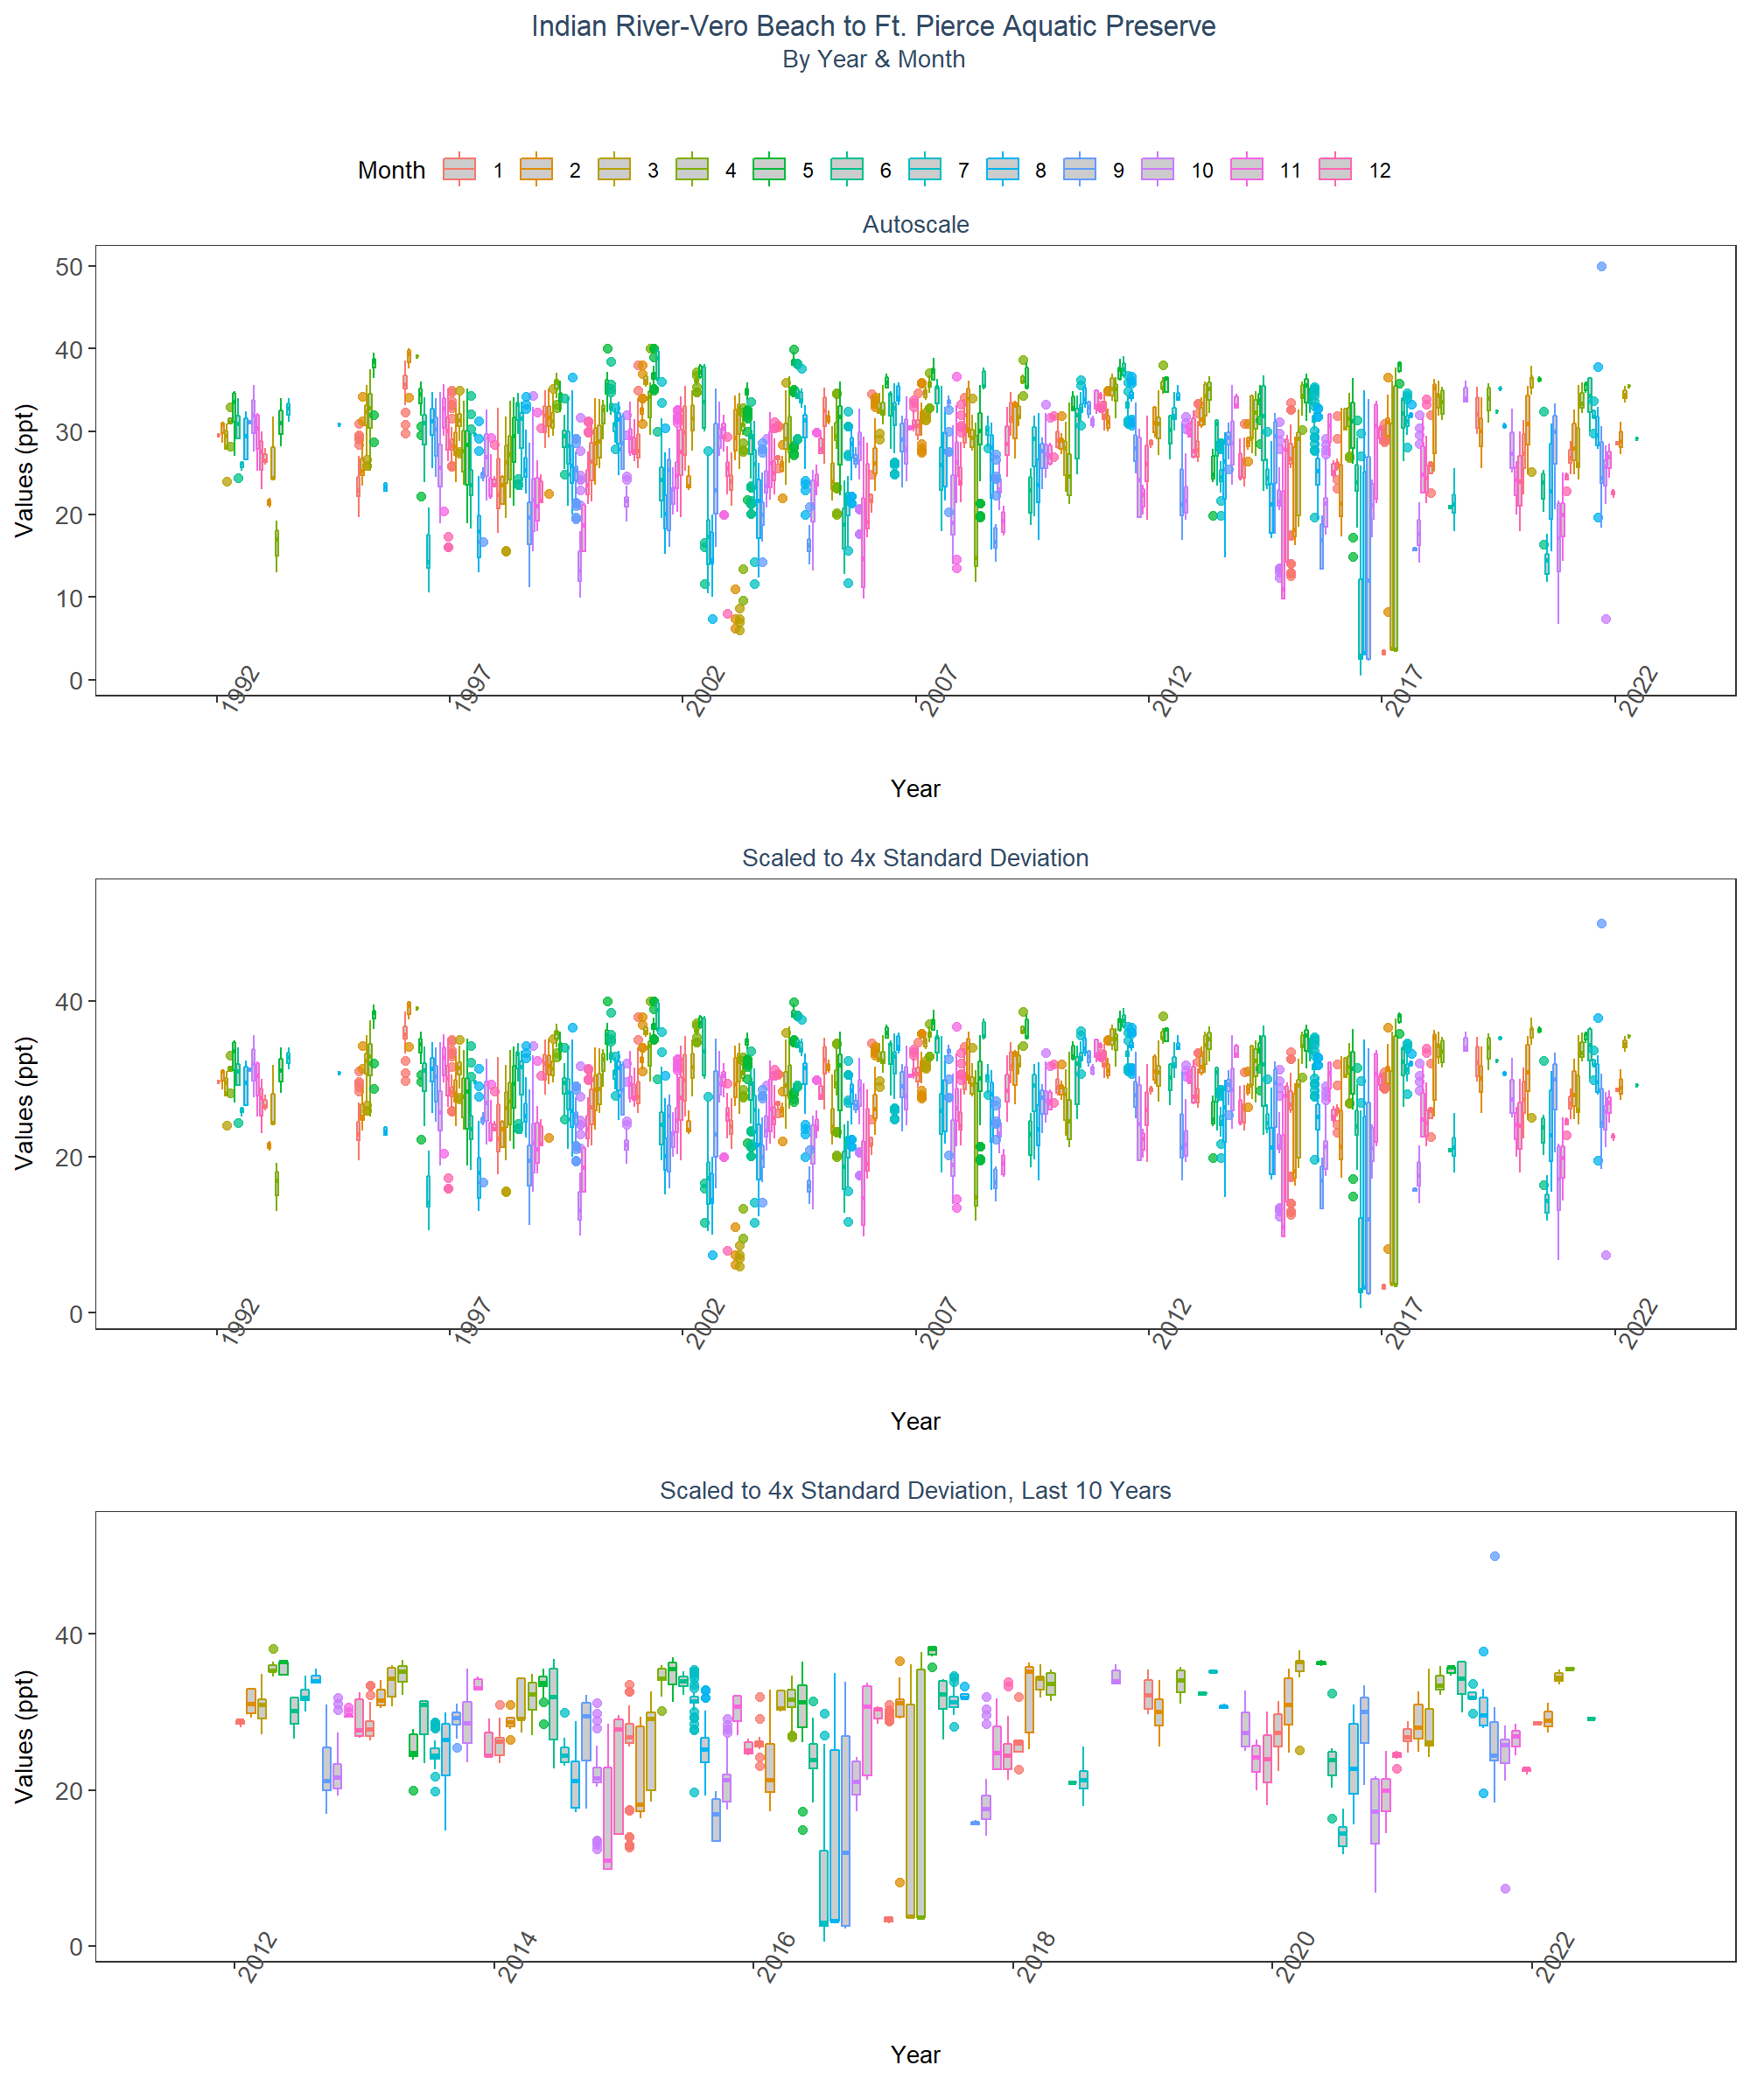 Indian River-Vero Beach to Ft. Pierce Aquatic Preserve
By Year & Month
Month 1 2 3 4 5 6 7 8 9 10 11 12
Autoscale
Values (ppt)
50
40
30
20
10
0
1992 1997 2002 2007 2012 2017 2022
Year
Scaled to 4x Standard Deviation
Values (ppt)
40
20
0
1992 1997 2002 2007 2012 2017 2022
Year
Scaled to 4x Standard Deviation, Last 10 Years
Values (ppt)
40
20
0
2012 2014 2016 2018 2020 2022
Year